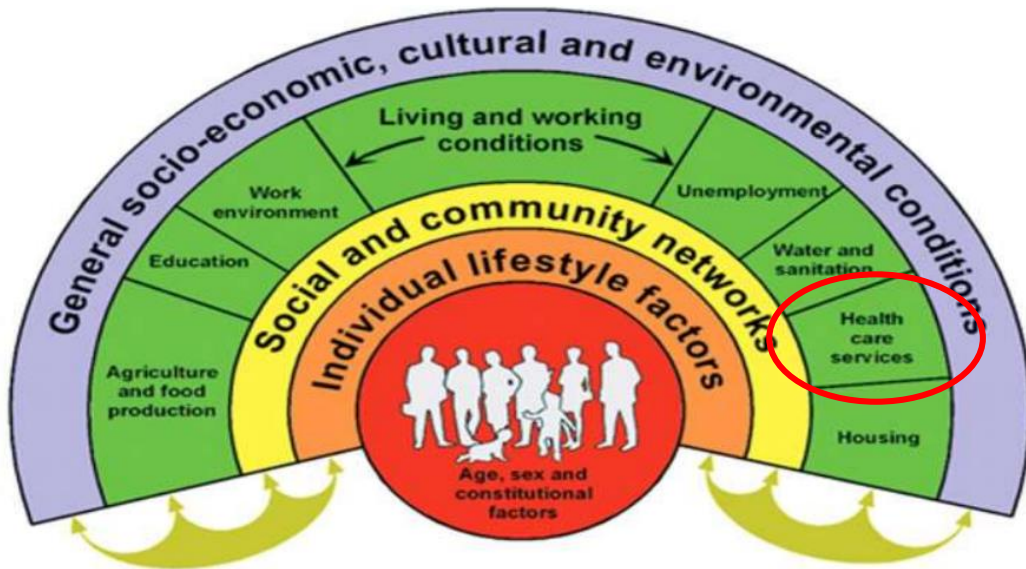 General socio-economic, cultural and environmental conditions
Living and working
conditions
Work
environment
Unemployment
Education
Water and
sanitation
Agriculture
and food
production
Health
care
services
Housing
Social and community networks
Individual lifestyle factors
Age, sex and
constitutional
factors